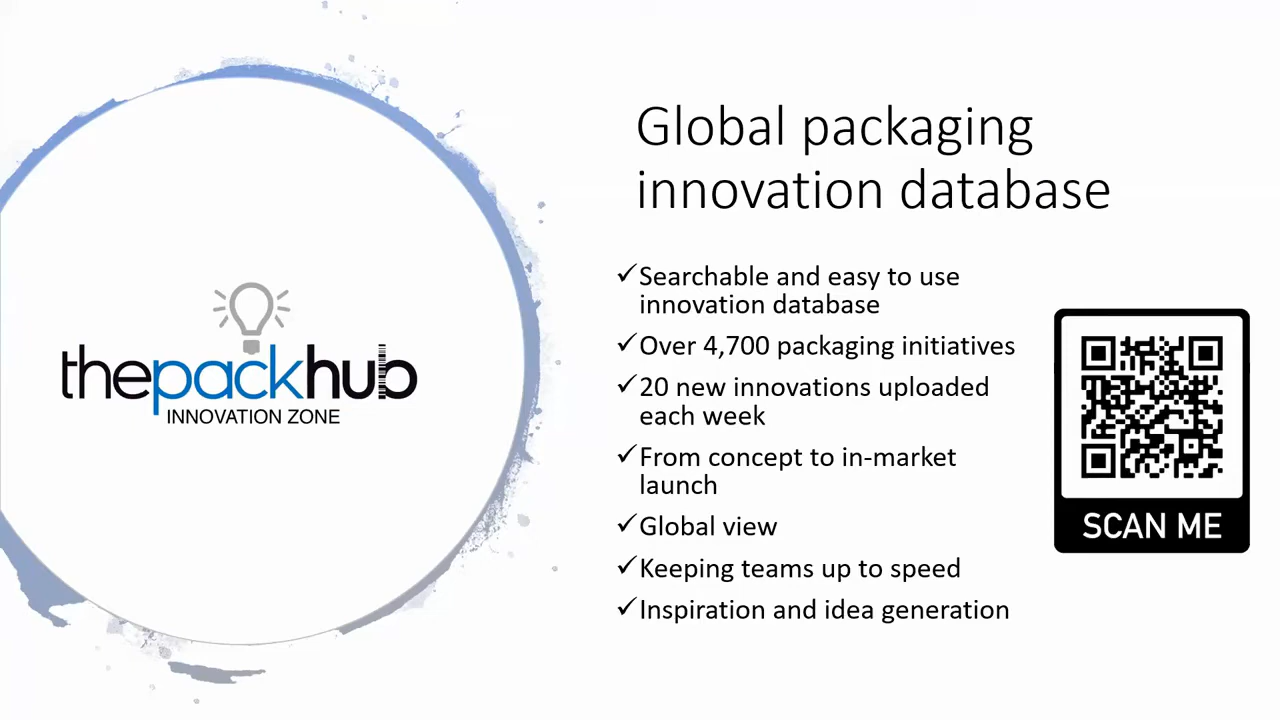 Global packaging
innovation database
thepackhub
INNOVATION ZONE
✓Searchable and easy to use
innovation database
✓Over 4,700 packaging initiatives
✓20 new innovations uploaded
each week
✓From concept to in-market
launch
✓Global view
✓Keeping teams up to speed
✓Inspiration and idea generation
SCAN ME